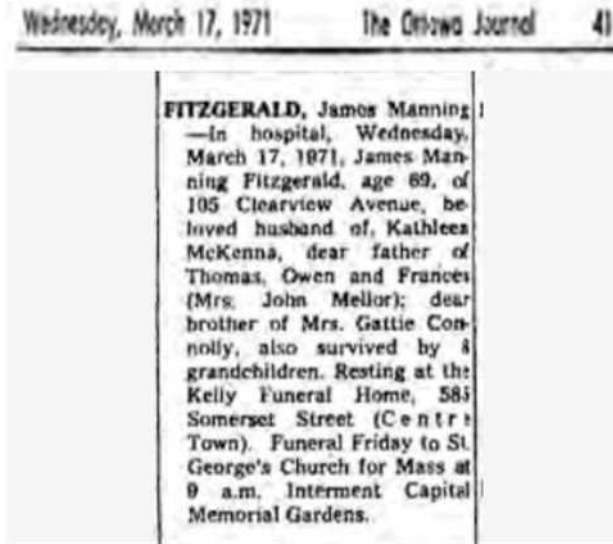 Wednesday, March 17, 1971 The Ottawa Journal 41
FITZGERALD, James Manning
—In hospital, Wednesday,
March 17, 1971, James Man-
ning Fitzgerald, age 69, of
105 Clearview Avenue, be-
loved husband of, Kathleen
McKenna, dear father of
Thomas, Owen and Frances
(Mrs. John Mellor); dear
brother of Mrs. Gattie Con-
nolly, also survived by 8
grandchildren. Resting at the
Kelly Funeral Home, 585
Somerset Street (Centre
Town). Funeral Friday to St.
George's Church for Mass at
9 a.m. Interment Capital
Memorial Gardens.